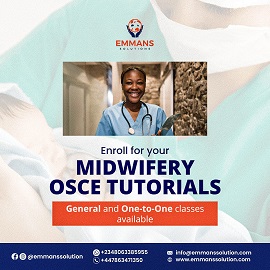 EMMANS
SOLUTIONS
Enroll for your
MIDWIFERY
OSCE TUTORIALS
General and One-to-One classes
available
@emmanssolution
+2348063385955
+447863471350
info@emmanssolution.com
www.emmanssolution.com